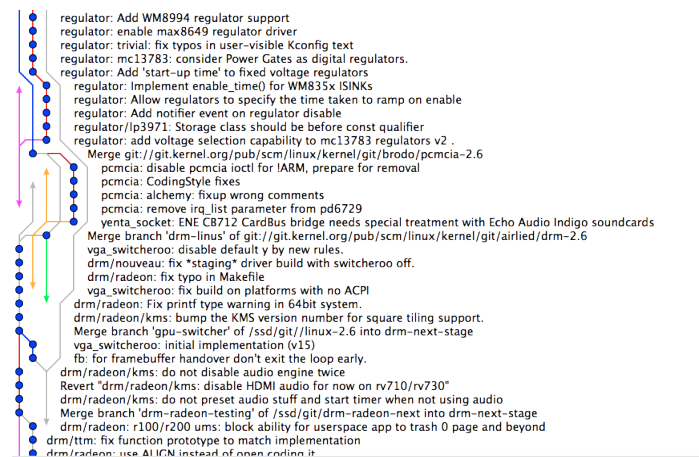 regulator: Add WM8994 regulator support
regulator: enable max8649 regulator driver
regulator: trivial: fix typos in user-visible Kconfig text
regulator: mc13783: consider Power Gates as digital regulators.
regulator: Add 'start-up time' to fixed voltage regulators
regulator: Implement enable_time() for WM835x ISINKs
regulator: Allow regulators to specify the time taken to ramp on enable
regulator: Add notifier event on regulator disable
regulator/lp3971: Storage class should be before const qualifier
regulator: add voltage selection capability to mc13783 regulators v2 .
Merge git://git.kernel.org/pub/scm/linux/kernel/git/brodo/pcmcia-2.6
pcmcia: disable pcmcia ioctl for !ARM, prepare for removal
pcmcia: CodingStyle fixes
pcmcia: alchemy: fixup wrong comments
pcmcia: remove irq_list parameter from pd6729
yenta_socket: ENE CB712 CardBus bridge needs special treatment with Echo Audio Indigo soundcards
Merge branch 'drm-linus' of git://git.kernel.org/pub/scm/linux/kernel/git/airlied/drm-2.6
vga_switcheroo: disable default y by new rules.
drm/nouveau: fix *staging* driver build with switcheroo off.
drm/radeon: fix typo in Makefile
vga_switcheroo: fix build on platforms with no ACPI
drm/radeon: Fix printf type warning in 64bit system.
drm/radeon/kms: bump the KMS version number for square tiling support.
Merge branch 'gpu-switcher' of /ssd/git//linux-2.6 into drm-next-stage
vga_switcheroo: initial implementation (v15)
fb: for framebuffer handover don't exit the loop early.
drm/radeon/kms: do not disable audio engine twice
Revert "drm/radeon/kms: disable HDMI audio for now on rv710/rv730"
drm/radeon/kms: do not preset audio stuff and start timer when not using audio
Merge branch 'drm-radeon-testing' of /ssd/git/drm-radeon-next into drm-next-stage
drm/radeon: r100/r200 ums: block ability for userspace app to trash 0 page and beyond
drm/ttm: fix function prototype to match implementation
drm/radeon: use ALIGN instead of open coding it